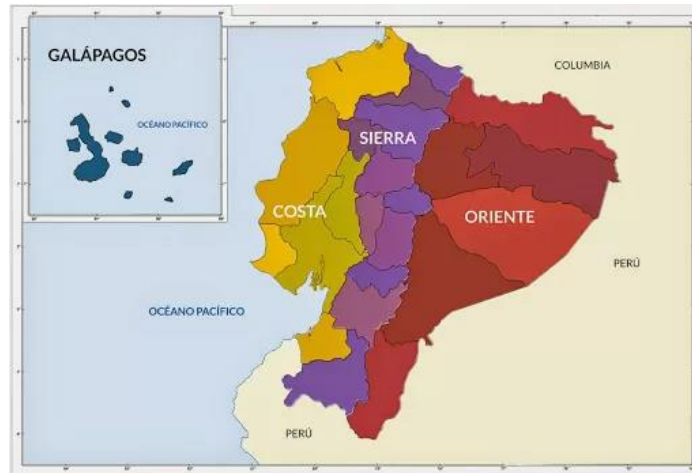 GALÁPAGOS
OCÉANO PACÍFICO
COLUMBIA
SIERRA
COSTA
ORIENTE
PERÚ
OCÉANO PACÍFICO
PERÚ